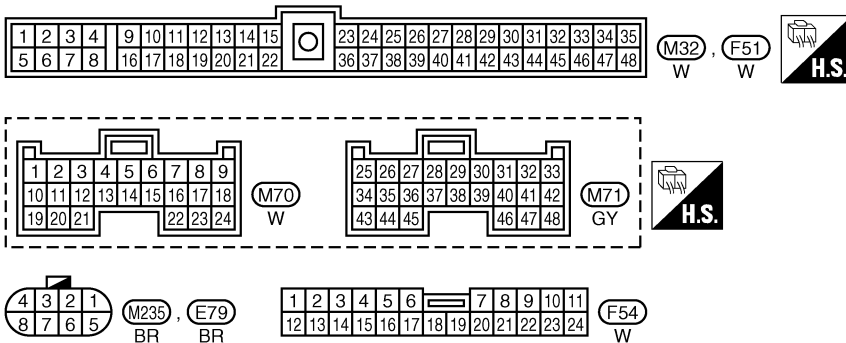 1 2 3 4 9 10 11 12 13 14 15 23 24 25 26 27 28 29 30 31 32 33 34 35
5 6 7 8 16 17 18 19 20 21 22 36 37 38 39 40 41 42 43 44 45 46 47 48
M32 , F51
W W
H.S.
1 2 3 4 5 6 7 8 9
10 11 12 13 14 15 16 17 18
19 20 21 22 23 24
M70
W
25 26 27 28 29 30 31 32 33
34 35 36 37 38 39 40 41 42
43 44 45 46 47 48
M71
GY
H.S.
4 3 2 1
8 7 6 5
M235 , E79
BR BR
1 2 3 4 5 6 7 8 9 10 11
12 13 14 15 16 17 18 19 20 21 22 23 24
F54
W